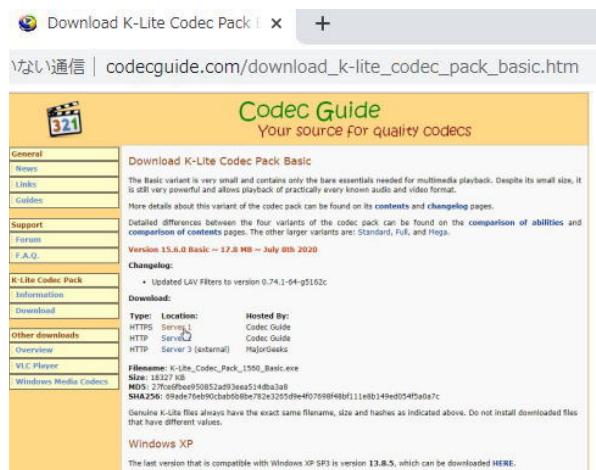 Download K-Lite Codec Pack
いない通信 | codecguide.com/download_k-lite_codec_pack_basic.htm
321
Codec Guide
Your source for quality codecs
General
News
Links
Guides
Support
Forum
F.A.Q.
K-Lite Codec Pack
Information
Download
Other downloads
Overview
VLC Player
Windows Media Codecs
Download K-Lite Codec Pack Basic
The Basic variant is very small and contains only the bare essentials needed for multimedia playback. Despite its small size, it
is still very powerful and allows playback of practically every known audio and video format.
More details about this variant of the codec pack can be found on its contents and changelog pages.
Detailed differences between the four variants of the codec pack can be found on the comparison of abilities and
comparison of contents pages. The other larger variants are: Standard, Full, and Mega.
Version 15.6.0 Basic ~ 17.8 MB ~ July 8th 2020
Changelog:
Updated LAV Filters to version 0.74.1-64-g5162c
Download:
Type: Location: Hosted By:
HTTPS Server 1 Codec Guide
HTTP Server 2 Codec Guide
HTTP Server 3 (external) MajorGeeks
Filename: K-Lite_Codec_Pack_1560_Basic.exe
Size: 18327 KB
MD5:
SHA256:
Genuine K-Lite files always have the exact same filename, size and hashes as indicated above. Do not install downloaded files
that have different values.
Windows XP
The last version that is compatible with Windows XP SP3 is version 13.8.5, which can be downloaded HERE.